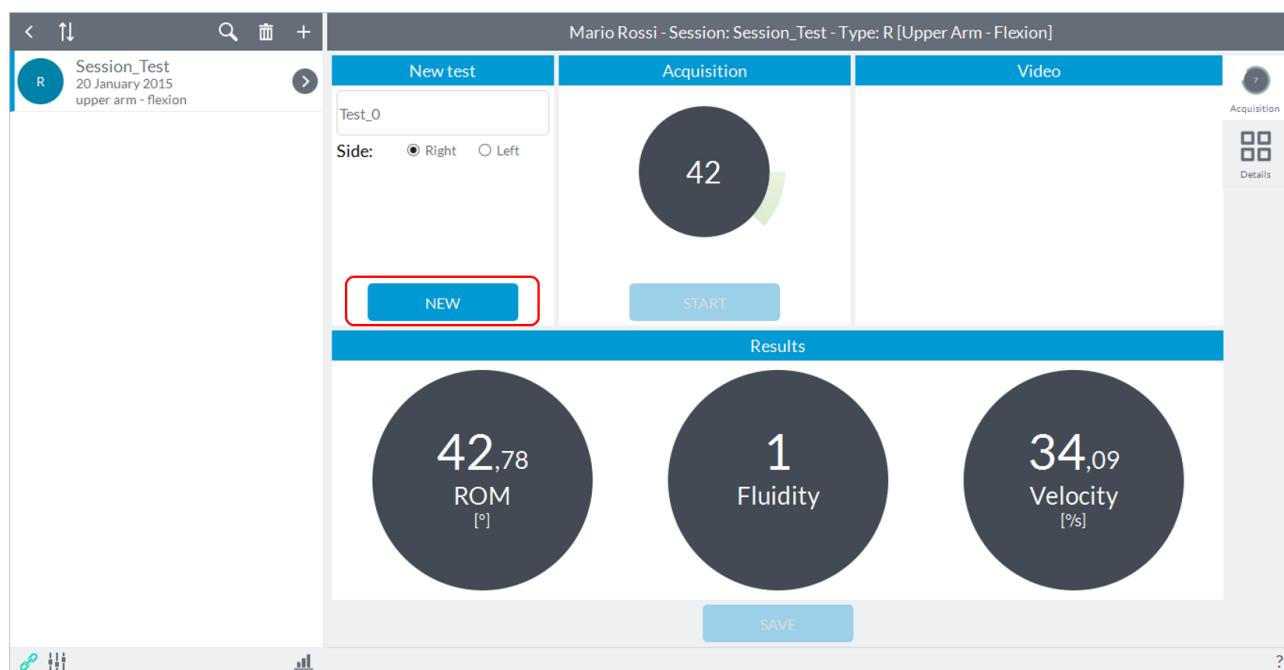 Mario Rossi - Session: Session_Test - Type: R [Upper Arm - Flexion]
R
Session_Test
20 January 2015
upper arm - flexion
New test
Acquisition
Video
Test_0
Side: Right Left
NEW
42
START
?
Acquisition
Details
Results
42,78
ROM
[°]
1
Fluidity
34,09
Velocity
[°/s]
SAVE
?